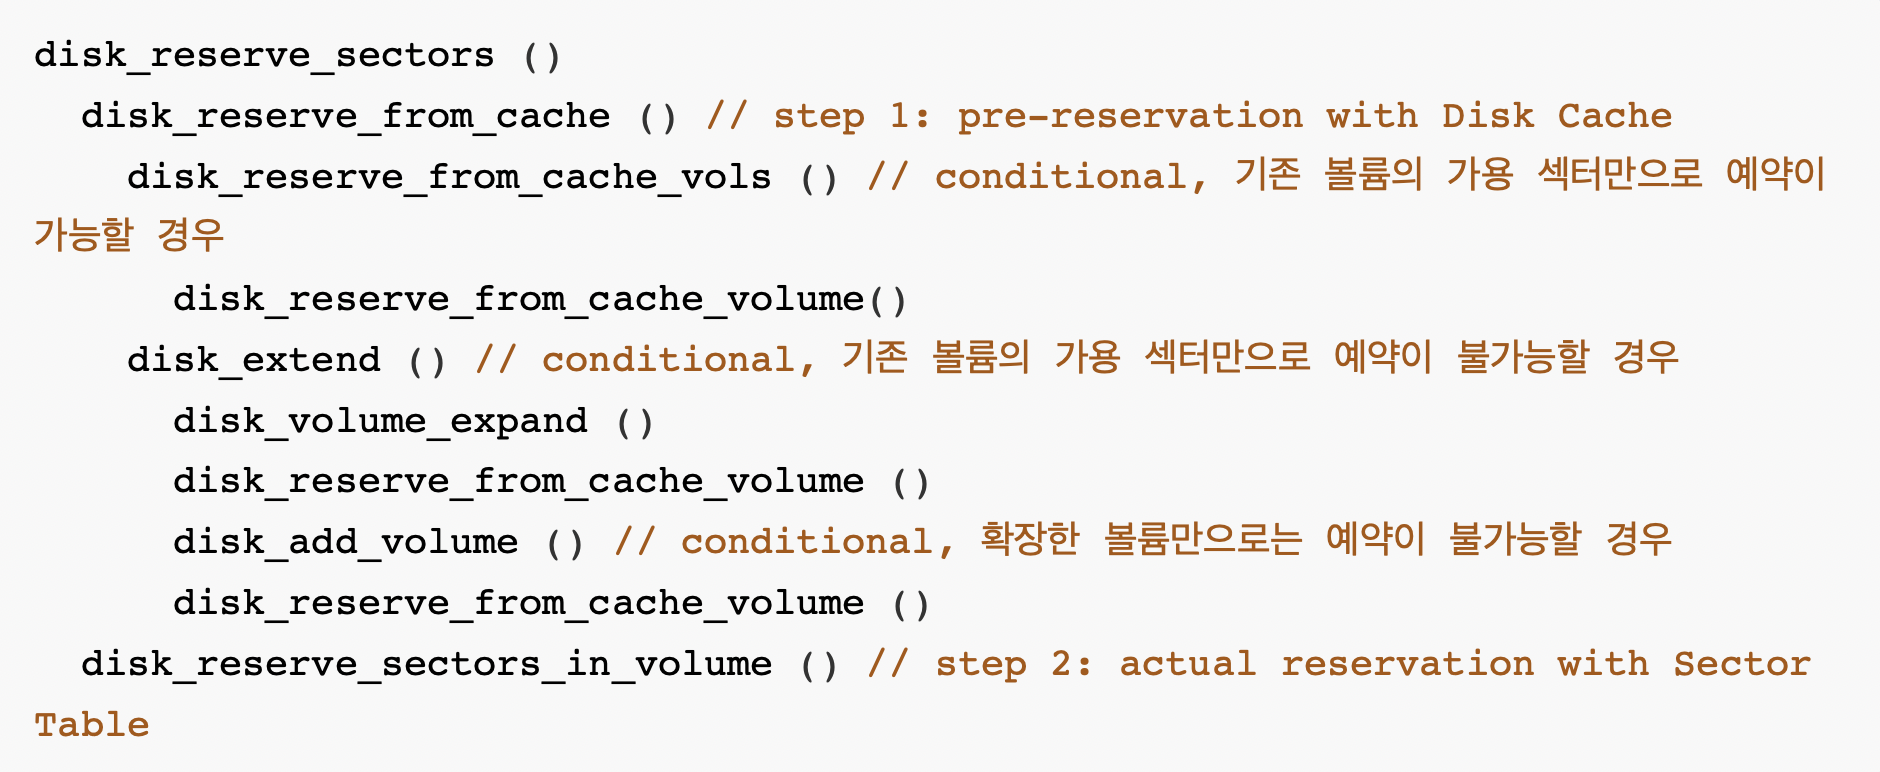 disk_reserve_sectors ()
  disk_reserve_from_cache () // step 1: pre-reservation with Disk Cache
    disk_reserve_from_cache_vols () // conditional, 기존 볼륨의 가용 섹터만으로 예약이
가능할 경우
      disk_reserve_from_cache_volume()
    disk_extend () // conditional, 기존 볼륨의 가용 섹터만으로 예약이 불가능할 경우
      disk_volume_expand ()
      disk_reserve_from_cache_volume ()
      disk_add_volume () // conditional, 확장한 볼륨만으로는 예약이 불가능할 경우
      disk_reserve_from_cache_volume ()
  disk_reserve_sectors_in_volume () // step 2: actual reservation with Sector
Table